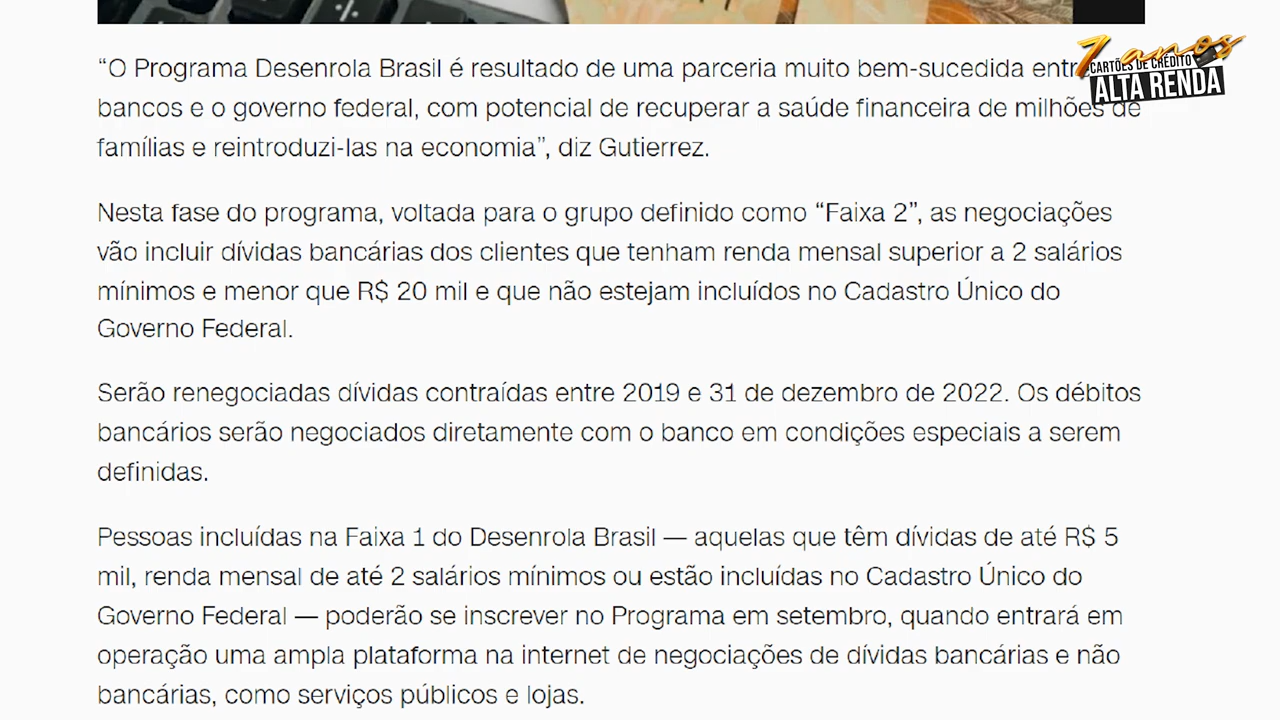 “O Programa Desenrola Brasil é resultado de uma parceria muito bem-sucedida entre
bancos e o governo federal, com potencial de recuperar a saúde financeira de milhões de
famílias e reintroduzi-las na economia”, diz Gutierrez.
7 anos
CARTÕES DE CRÉDITO
ALTA RENDA
Nesta fase do programa, voltada para o grupo definido como “Faixa 2”, as negociações
vão incluir dívidas bancárias dos clientes que tenham renda mensal superior a 2 salários
mínimos e menor que R$ 20 mil e que não estejam incluídos no Cadastro Único do
Governo Federal.
Serão renegociadas dívidas contraídas entre 2019 e 31 de dezembro de 2022. Os débitos
bancários serão negociados diretamente com o banco em condições especiais a serem
definidas.
Pessoas incluídas na Faixa 1 do Desenrola Brasil — aquelas que têm dívidas de até R$ 5
mil, renda mensal de até 2 salários mínimos ou estão incluídas no Cadastro Único do
Governo Federal — poderão se inscrever no Programa em setembro, quando entrará em
operação uma ampla plataforma na internet de negociações de dívidas bancárias e não
bancárias, como serviços públicos e lojas.